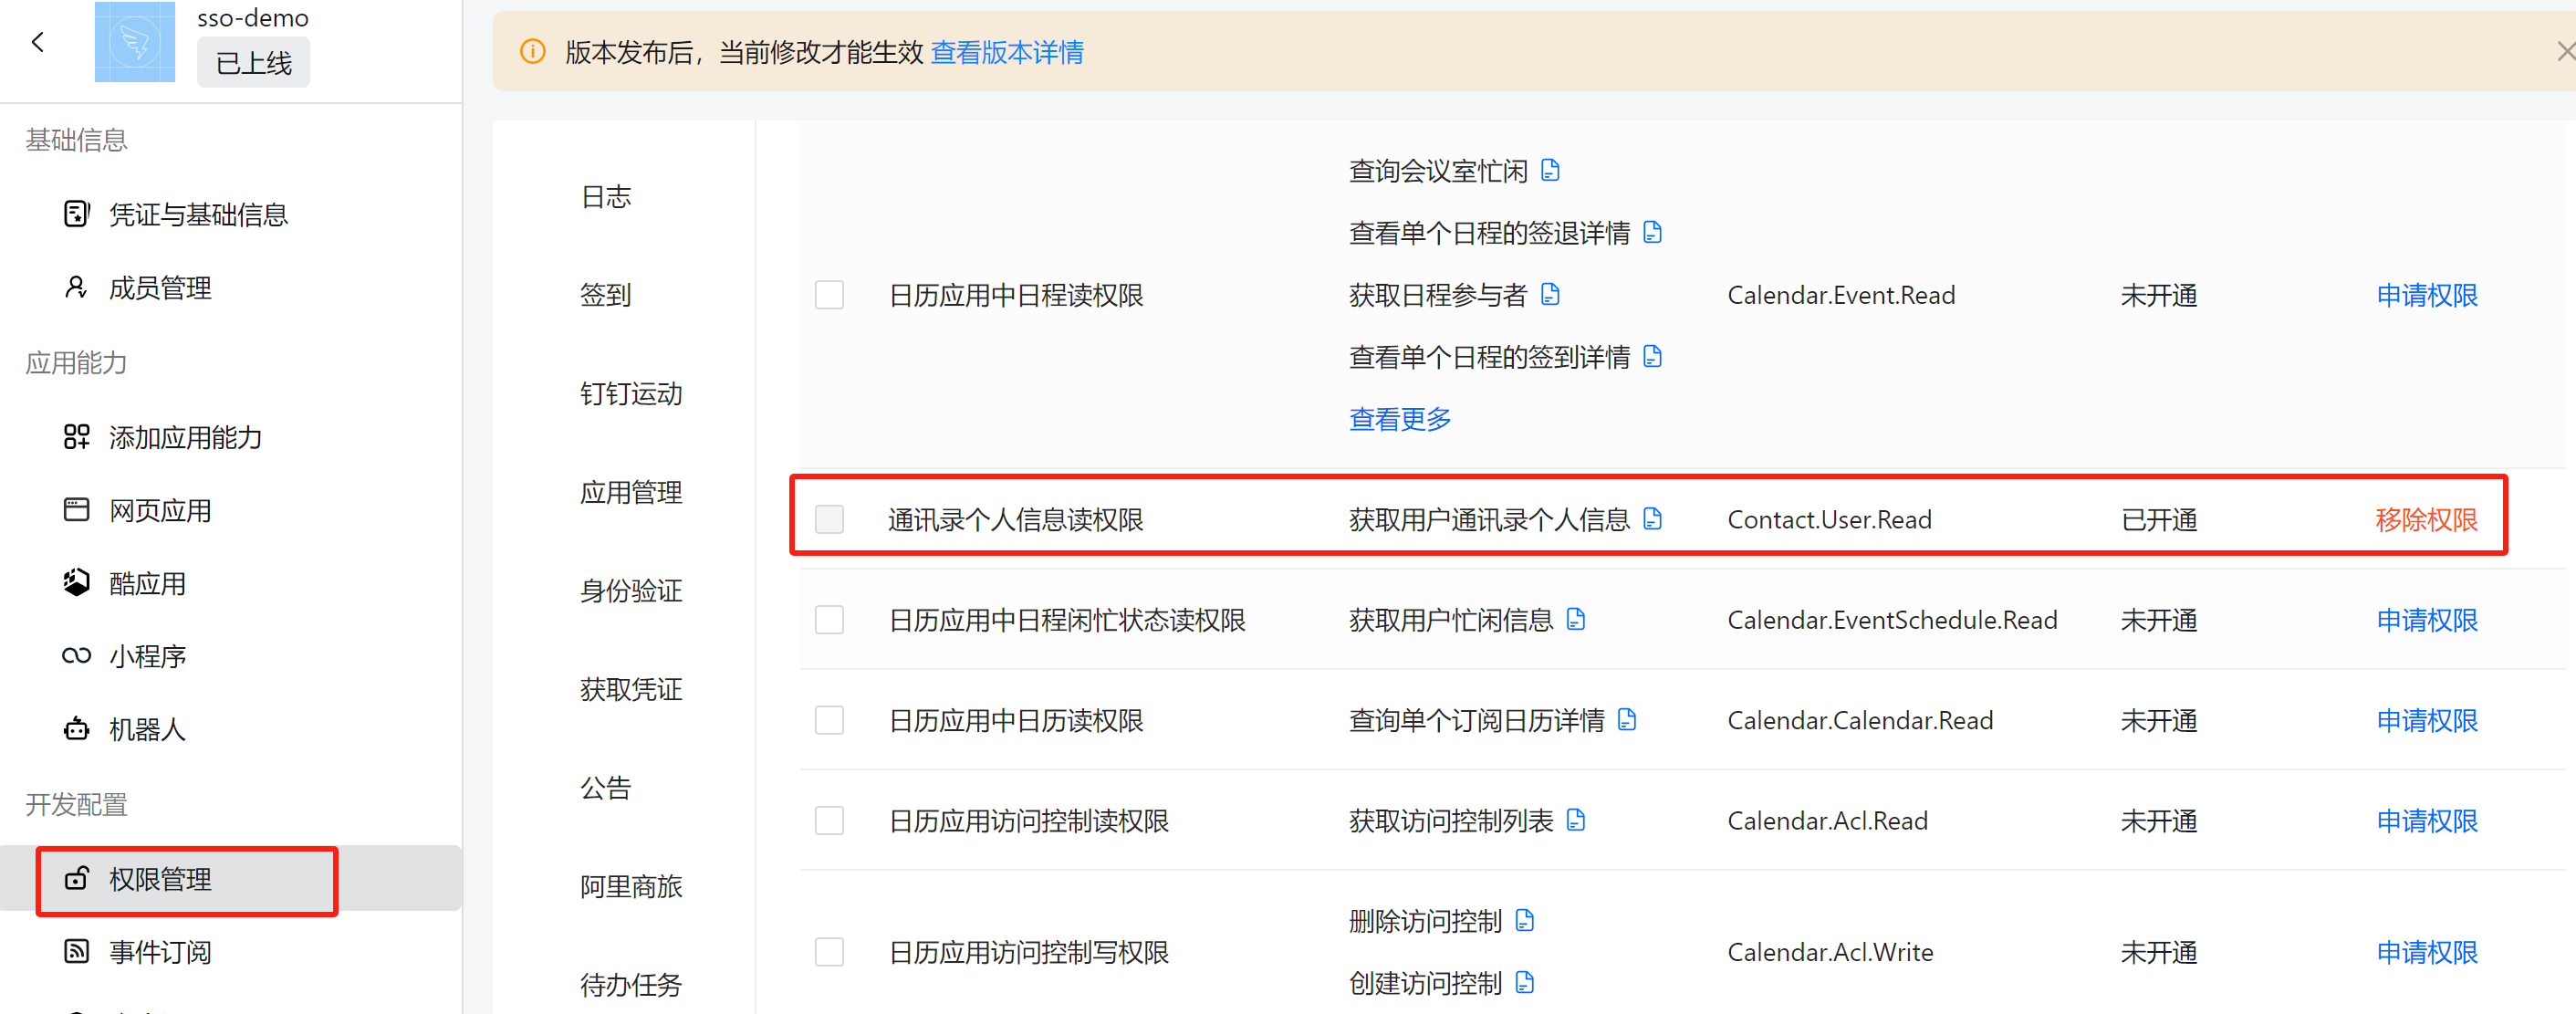 sso-demo
已上线
基础信息
凭证与基础信息
成员管理
应用能力
添加应用能力
网页应用
酷应用
小程序
机器人
开发配置
权限管理
事件订阅
版本发布后，当前修改才能生效 查看版本详情
日志
签到
钉钉运动
应用管理
身份验证
获取凭证
公告
阿里商旅
待办任务
查询会议室忙闲
查看单个日程的签退详情
日历应用中日程读权限 获取日程参与者 Calendar.Event.Read 未开通 申请权限
查看单个日程的签到详情
查看更多
通讯录个人信息读权限 获取用户通讯录个人信息 Contact.User.Read 已开通 移除权限
日历应用中日程闲忙状态读权限 获取用户忙闲信息 Calendar.EventSchedule.Read 未开通 申请权限
日历应用中日历读权限 查询单个订阅日历详情 Calendar.Calendar.Read 未开通 申请权限
日历应用访问控制读权限 获取访问控制列表 Calendar.Acl.Read 未开通 申请权限
删除访问控制
日历应用访问控制写权限 Calendar.Acl.Write 未开通 申请权限
创建访问控制